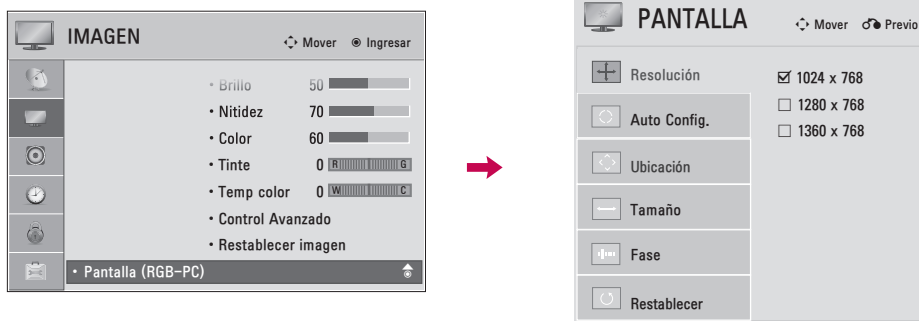 IMAGEN
Mover Ingresar
• Brillo 50
• Nitidez 70
• Color 60
• Tinte 0 R G
• Temp color 0 W C
• Control Avanzado
• Restablecer imagen
• Pantalla (RGB-PC)
PANTALLA
Mover Previo
Resolución
Auto Config.
Ubicación
Tamaño
Fase
Restablecer
1024 x 768
1280 x 768
1360 x 768